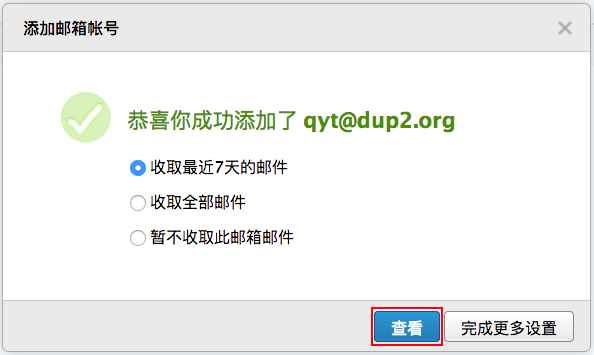 添加邮箱帐号
恭喜你成功添加了 qyt@dup2.org
收取最近7天的邮件
收取全部邮件
暂不收取此邮箱邮件
查看
完成更多设置